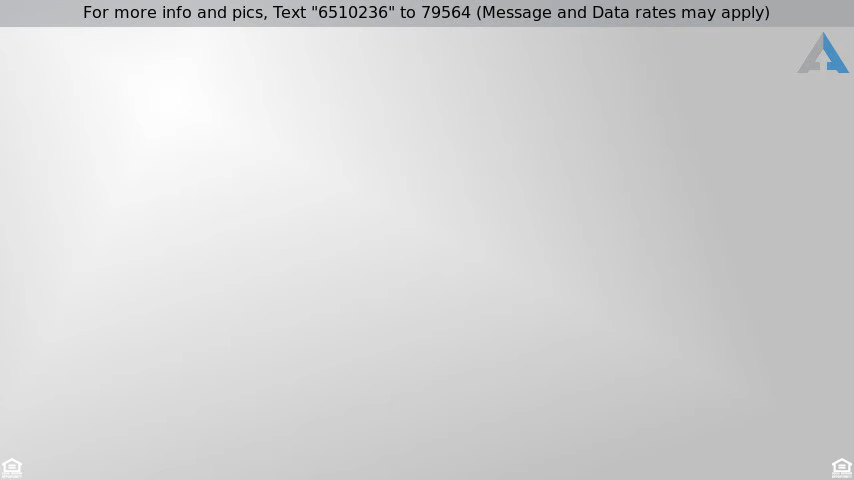 For more info and pics, Text "6510236" to 79564 (Message and Data rates may apply)